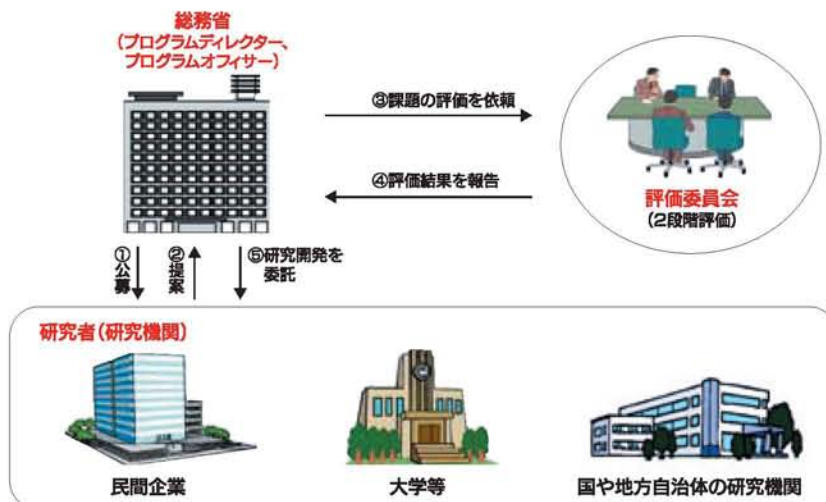 総務省
(プログラムディレクター、
プログラムオフィサー)
③課題の評価を依頼
④評価結果を報告
評価委員会
(2段階評価)
①公募
②提案
⑤研究開発を
委託
研究者(研究機関)
民間企業
大学等
国や地方自治体の研究機関